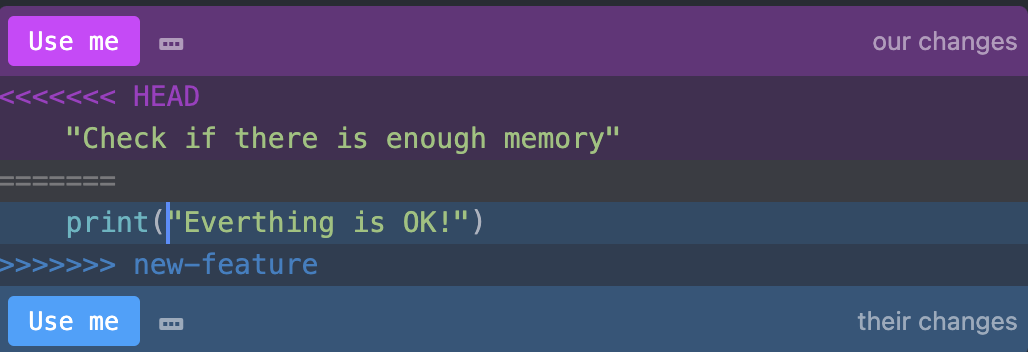 Use me our changes
<<<<<<< HEAD
"Check if there is enough memory"
=======
print("Everthing is OK!")
>>>>>>> new-feature
Use me their changes